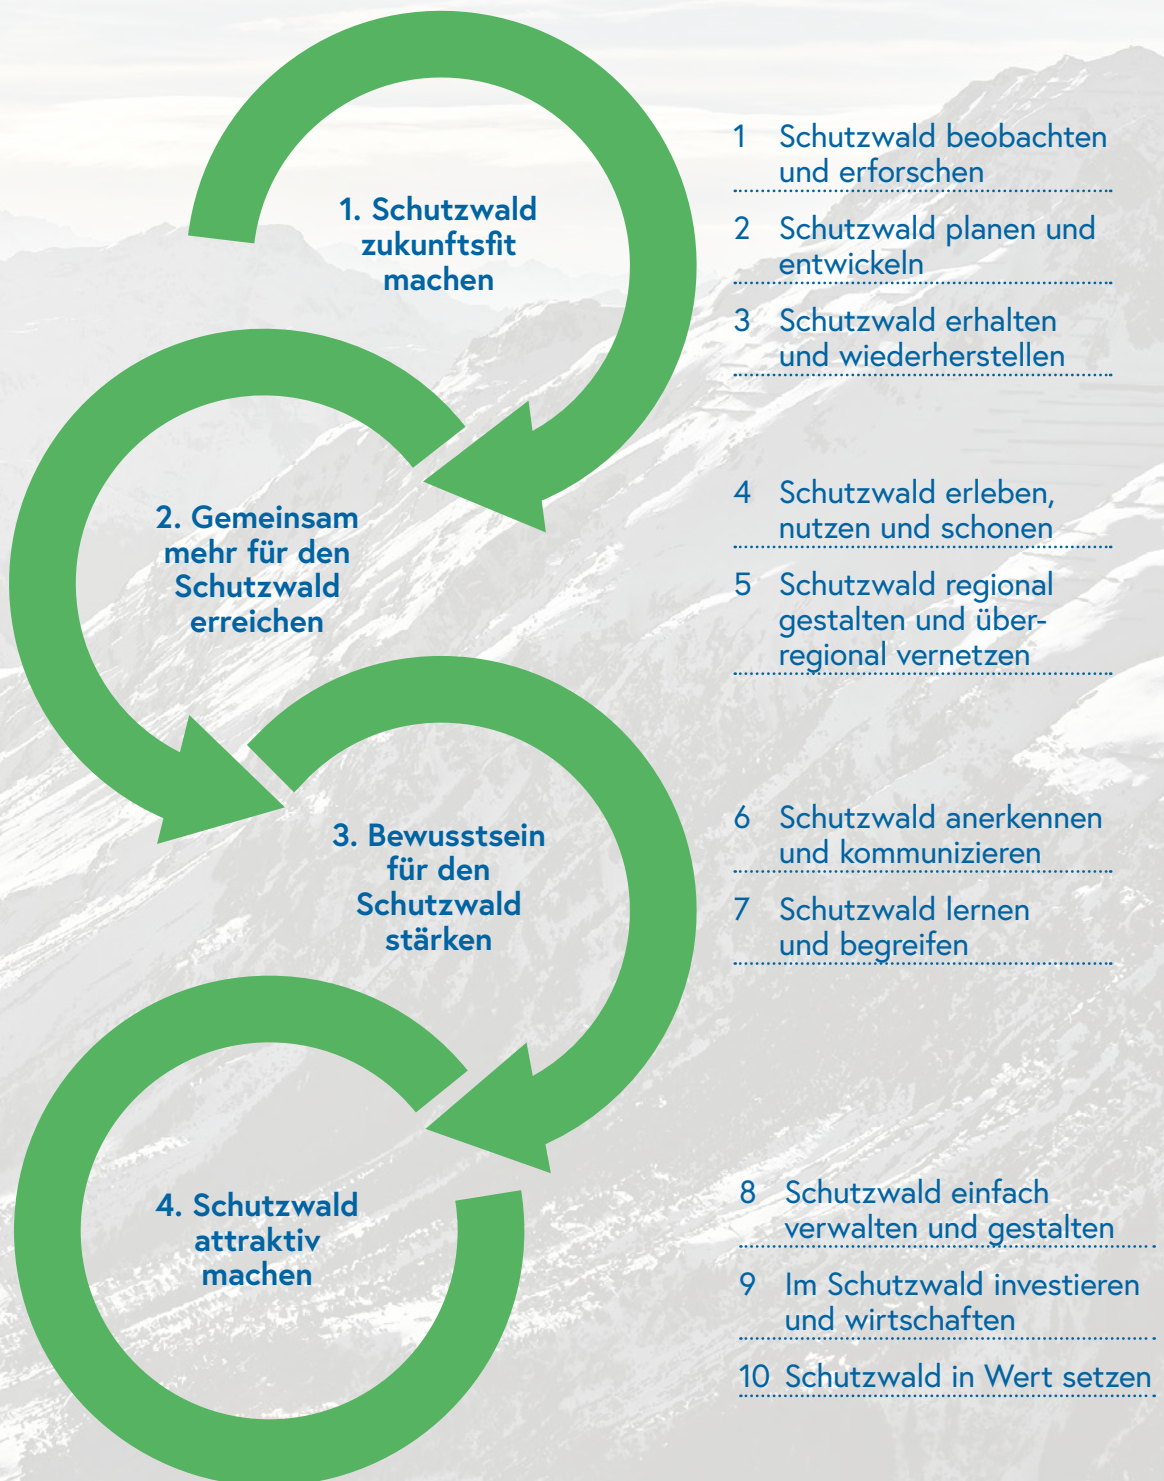 1. Schutzwald
zukunftsfit
machen
1 Schutzwald beobachten
und erforschen
2 Schutzwald planen und
entwickeln
3 Schutzwald erhalten
und wiederherstellen
2. Gemeinsam
mehr für den
Schutzwald
erreichen
4 Schutzwald erleben,
nutzen und schonen
5 Schutzwald regional
gestalten und über-
regional vernetzen
3. Bewusstsein
für den
Schutzwald
stärken
6 Schutzwald anerkennen
und kommunizieren
7 Schutzwald lernen
und begreifen
4. Schutzwald
attraktiv
machen
8 Schutzwald einfach
verwalten und gestalten
9 Im Schutzwald investieren
und wirtschaften
10 Schutzwald in Wert setzen